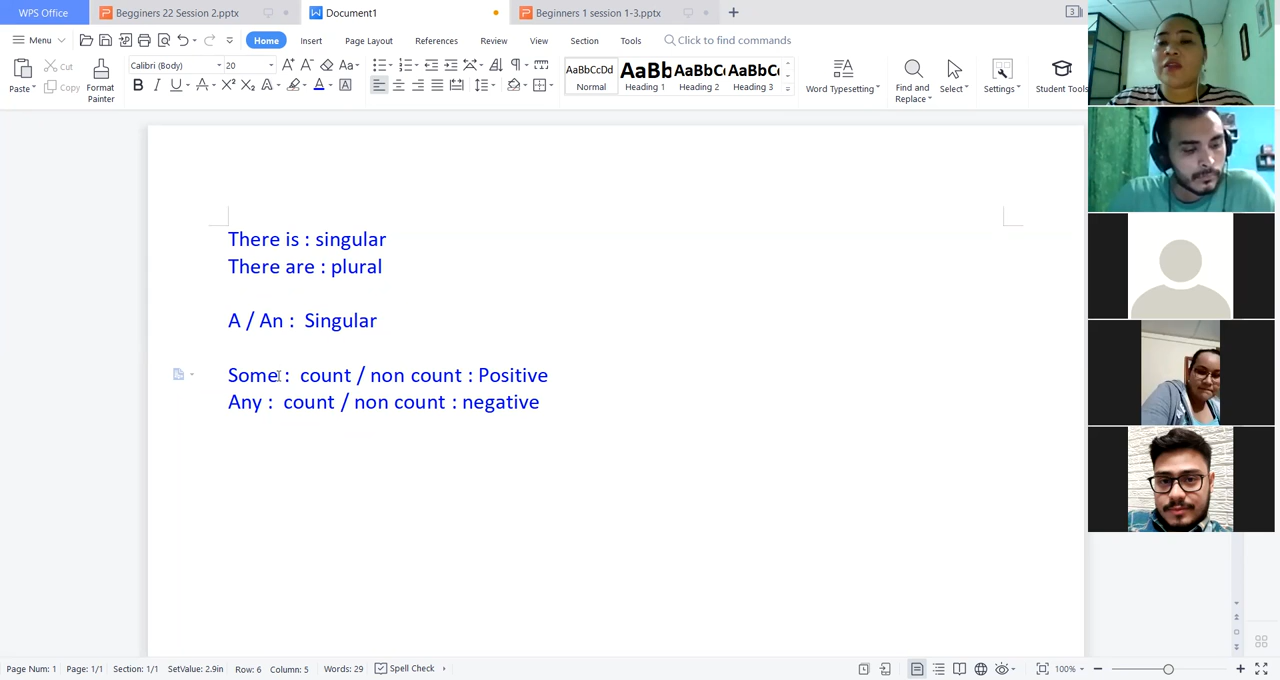 WPS Office
Begginers 22 Session 2.pptx
Document1
Beginners 1 session 1-3.pptx
3
Menu
Home
Insert
Page Layout
References
Review
View
Section
Tools
Click to find commands
Paste
Cut
Copy
Format Painter
Calibri (Body)
20
AaBbCcDd
Normal
AaBb
Heading 1
AaBbCc
Heading 2
AaBbCc
Heading 3
Word Typesetting
Find and Replace
Select
Settings
Student Tools
There is : singular
There are : plural
A / An : Singular
Some : count / non count : Positive
Any : count / non count : negative
Page Num: 1
Page: 1/1
Section: 1/1
SetValue: 2.9in
Row: 6
Column: 5
Words: 29
Spell Check
100%